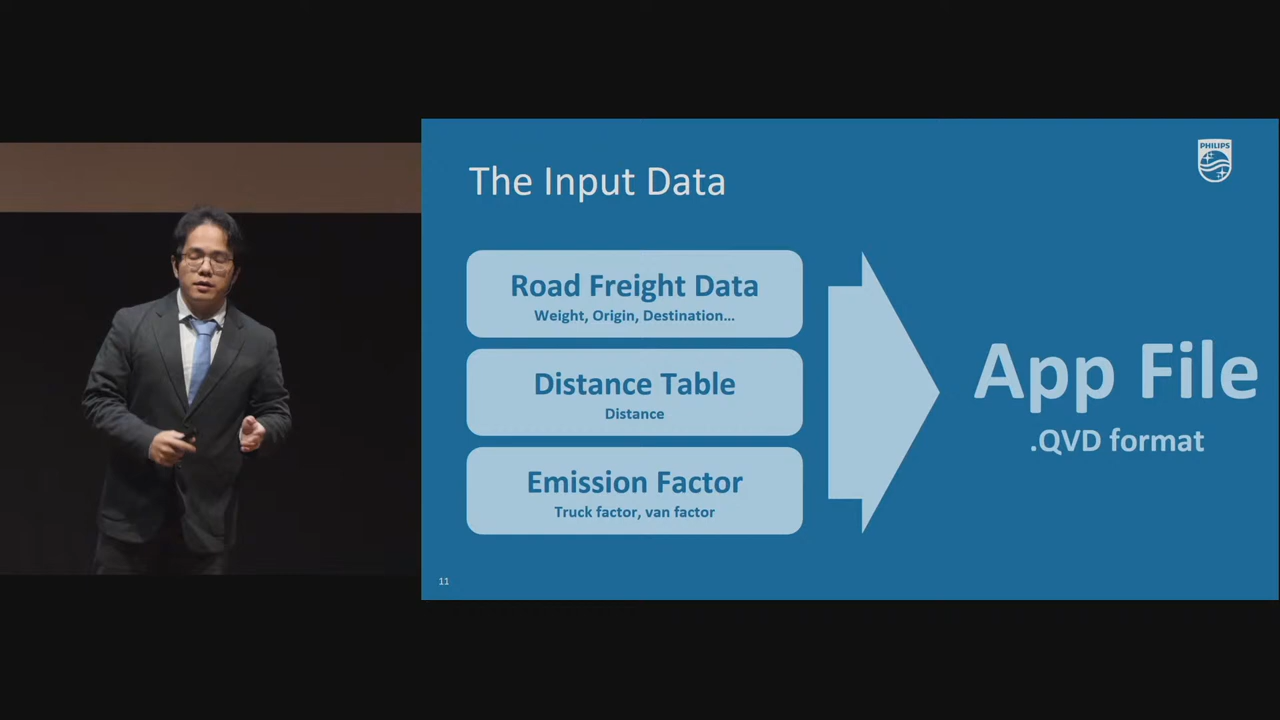 PHILIPS
The Input Data
Road Freight Data
Weight, Origin, Destination...
Distance Table
Distance
Emission Factor
Truck factor, van factor
App File
.QVD format
11